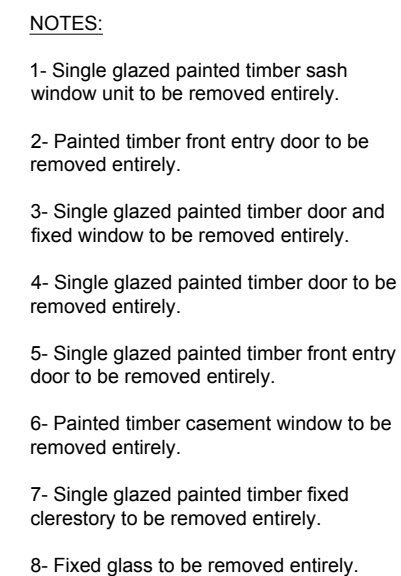 NOTES:
1- Single glazed painted timber sash
window unit to be removed entirely.
2- Painted timber front entry door to be
removed entirely.
3- Single glazed painted timber door and
fixed window to be removed entirely.
4- Single glazed painted timber door to be
removed entirely.
5- Single glazed painted timber front entry
door to be removed entirely.
6- Painted timber casement window to be
removed entirely.
7- Single glazed painted timber fixed
clerestory to be removed entirely.
8- Fixed glass to be removed entirely.